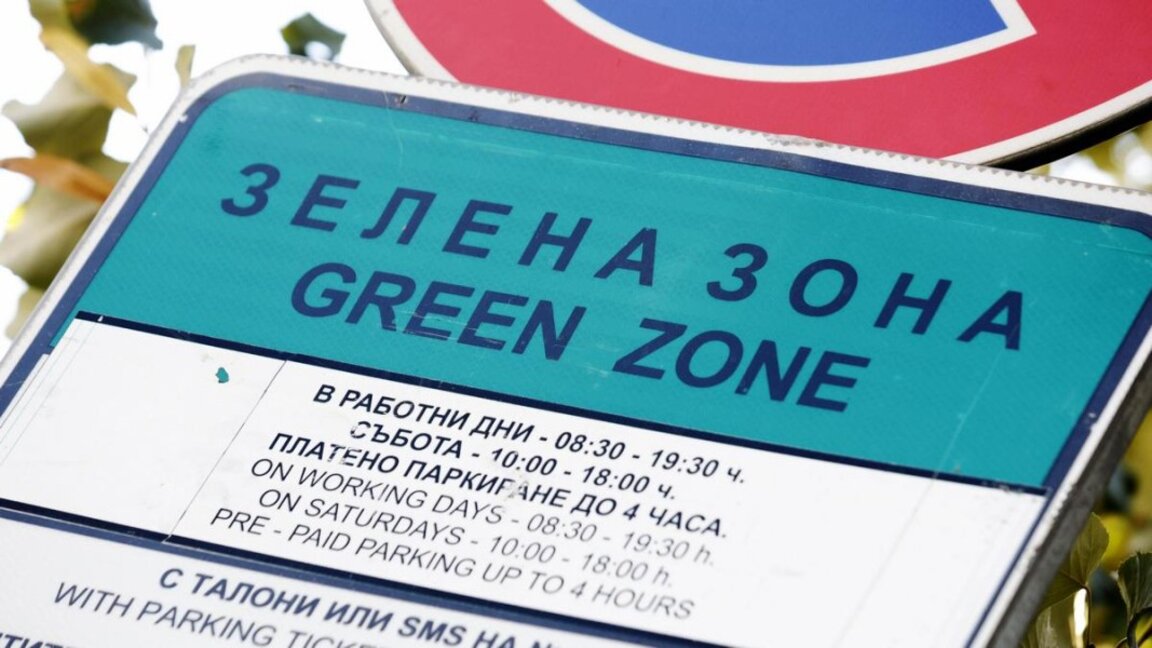 ЗЕЛЕНА ЗОНА
GREEN ZONE
В РАБОТНИ ДНИ - 08:30 - 19:30 ч.
СЪБОТА - 10:00 - 18:00 ч.
ПЛАТЕНО ПАРКИРАНЕ ДО 4 ЧАСА.
ON WORKING DAYS - 08:30 - 19:30 h.
ON SATURDAYS - 10:00 - 18:00 h.
PRE - PAID PARKING UP TO 4 HOURS
С ТАЛОНИ ИЛИ SMS НА
WITH PARKING